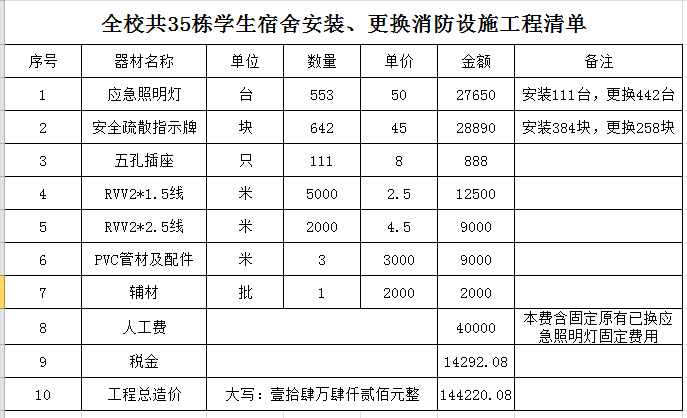 全校共35栋学生宿舍安装、更换消防设施工程清单
序号 器材名称 单位 数量 单价 金额 备注
1 应急照明灯 台 553 50 27650 安装111台，更换442台
2 安全疏散指示牌 块 642 45 28890 安装384块，更换258块
3 五孔插座 只 111 8 888
4 RVV2*1.5线 米 5000 2.5 12500
5 RVV2*2.5线 米 2000 4.5 9000
6 PVC管材及配件 米 3 3000 9000
7 辅材 批 1 2000 2000
8 人工费 40000 本费含固定原有已换应
急照明灯固定费用
9 税金 14292.08
10 工程总造价 大写：壹拾肆万肆仟贰佰元整 144220.08